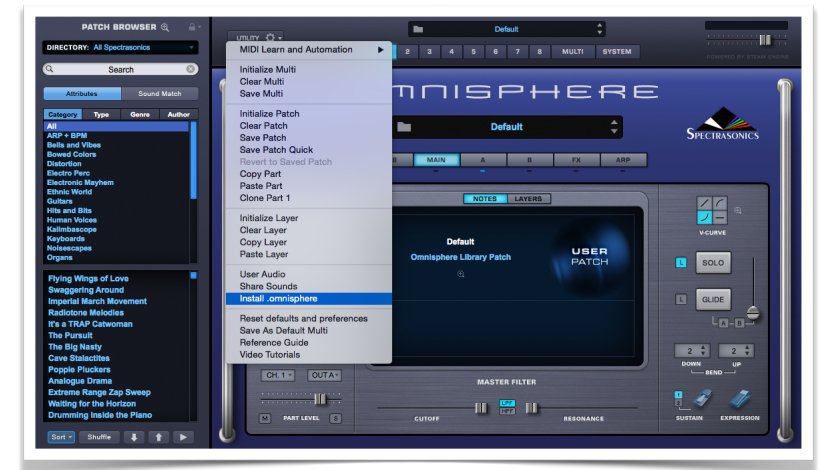 PATCH BROWSER
DIRECTORY: All Spectrasonics
Search
Attributes Sound Match
Category Type Genre Author
All
ARP + BPM
Bells and Vibes
Bowed Colors
Distortion
Electro Perc
Electronic Mayhem
Ethnic World
Guitars
Hits and Bits
Human Voices
Kalimbascope
Keyboards
Noisescapes
Organs
Flying Wings of Love
Swaggering Around
Imperial March Movement
Radiotone Melodies
It's a TRAP Catwoman
The Pursuit
The Big Nasty
Cave Stalactites
Poppie Pluckers
Analogue Drama
Extreme Range Zap Sweep
Waiting for the Horizon
Drumming Inside the Piano
Sort Shuffle
UTILITY
MIDI Learn and Automation
Initialize Multi
Clear Multi
Save Multi
Initialize Patch
Clear Patch
Save Patch
Save Patch Quick
Revert to Saved Patch
Copy Part
Paste Part
Clone Part 1
Initialize Layer
Clear Layer
Copy Layer
Paste Layer
User Audio
Share Sounds
Install .omnisphere
Reset defaults and preferences
Save As Default Multi
Reference Guide
Video Tutorials
Default
2 3 4 5 6 7 8 MULTI SYSTEM
POWERED BY STEAM ENGINE
MNISPHERE
Default
SPECTRASONICS
MAIN A B FX ARP
NOTES LAYERS
Default
Omnisphere Library Patch
USER
PATCH
V-CURVE
L SOLO
L GLIDE
A B
2 2
DOWN UP
BEND
CH. 1 OUT A
M PART LEVEL S
MASTER FILTER
CUTOFF
LPF
HPF
RESONANCE
SUSTAIN EXPRESSION